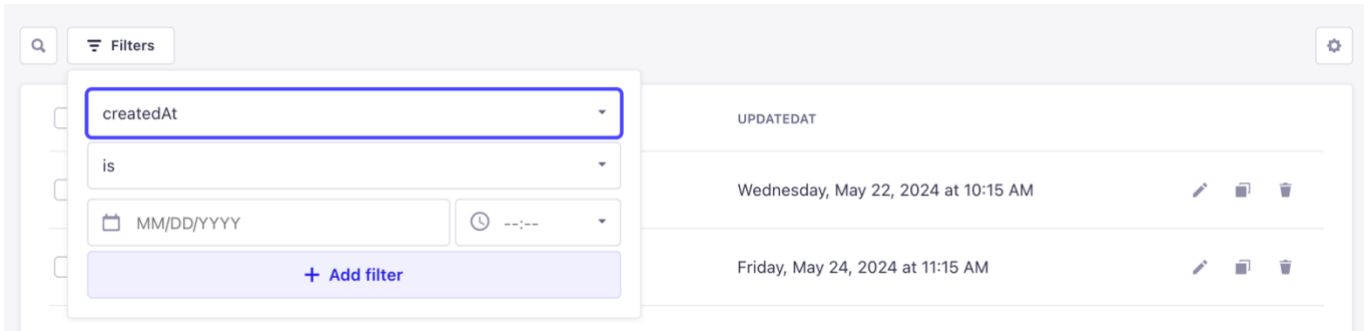 Filters
createdAt
UPDATEDAT
is
Wednesday, May 22, 2024 at 10:15 AM
MM/DD/YYYY --:--
+ Add filter
Friday, May 24, 2024 at 11:15 AM